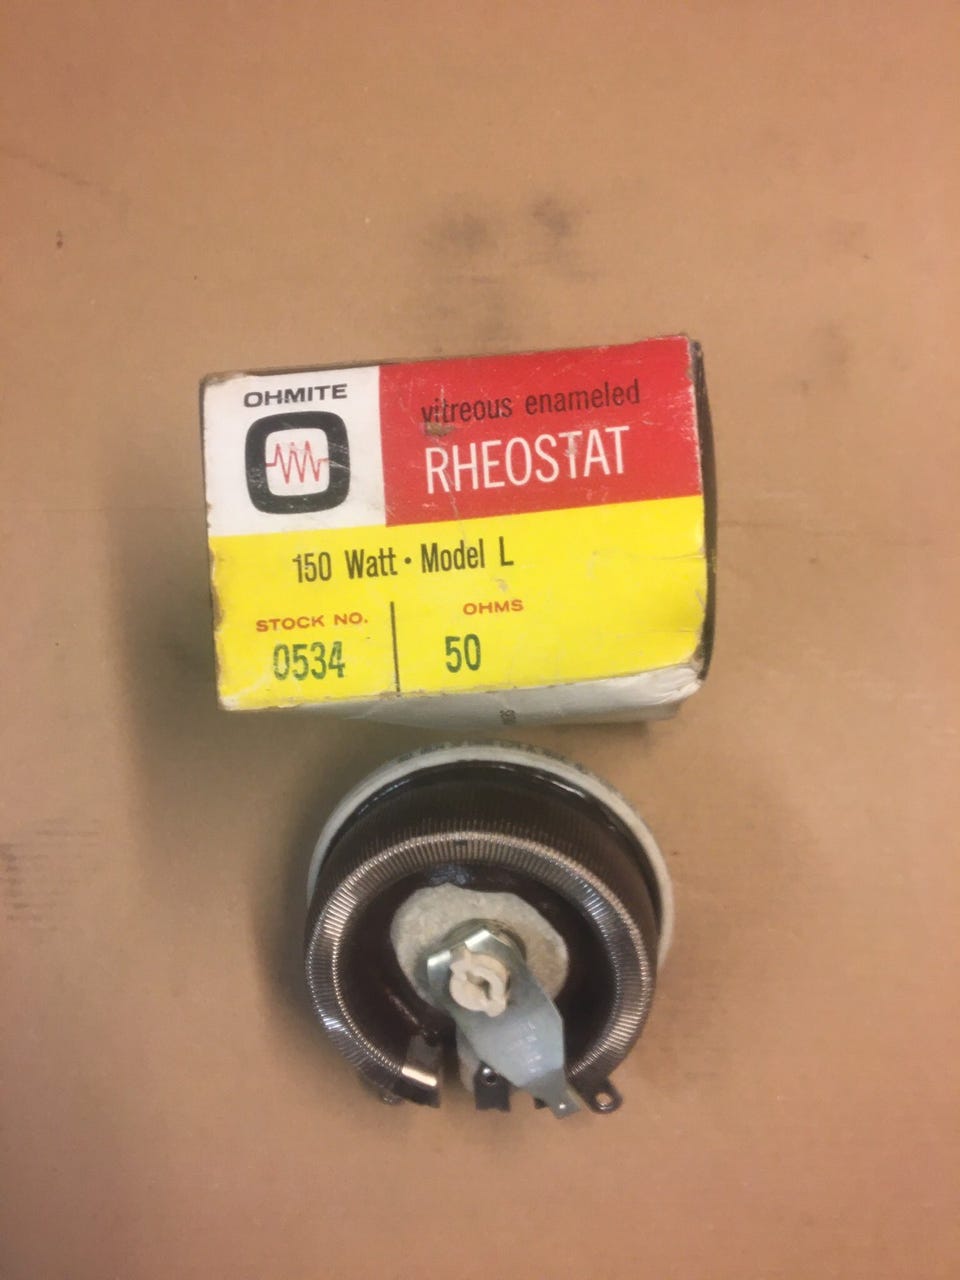 OHMITE
vitreous enameled
RHEOSTAT
150 Watt • Model L
STOCK NO.
OHMS
0534
50